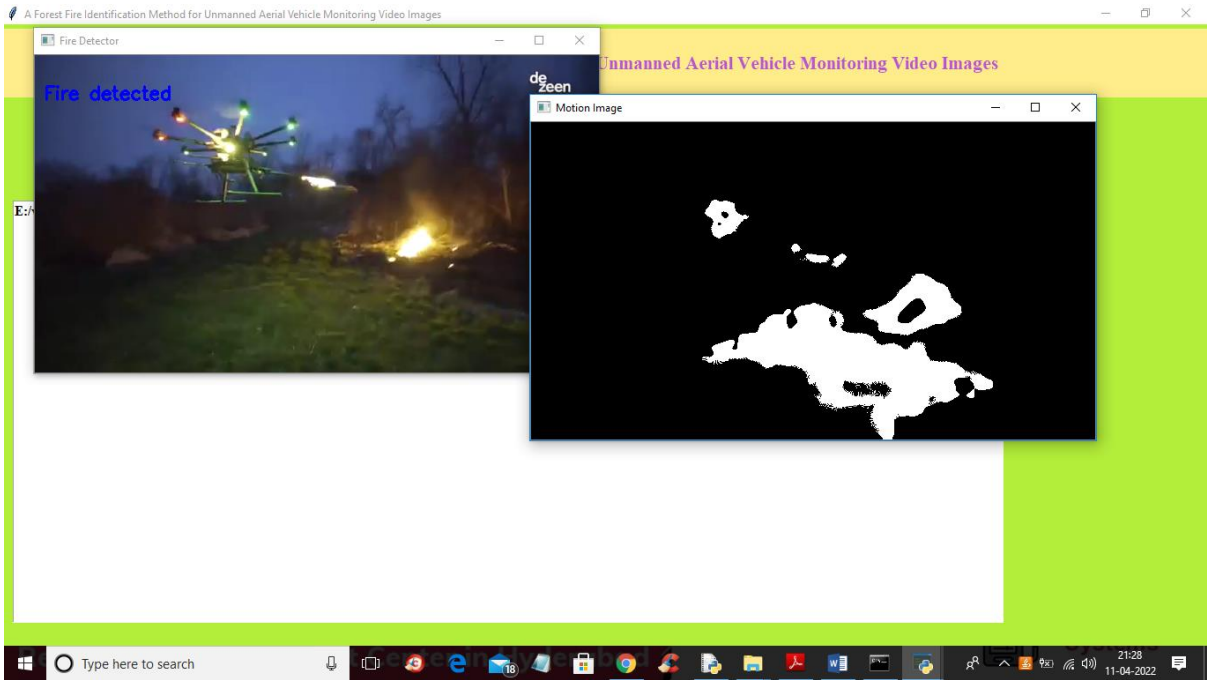 A Forest Fire Identification Method for Unmanned Aerial Vehicle Monitoring Video Images
Fire Detector
Unmanned Aerial Vehicle Monitoring Video Images
Fire detected
de
zeen
Motion Image
E:/
Type here to search
18
21:28
11-04-2022